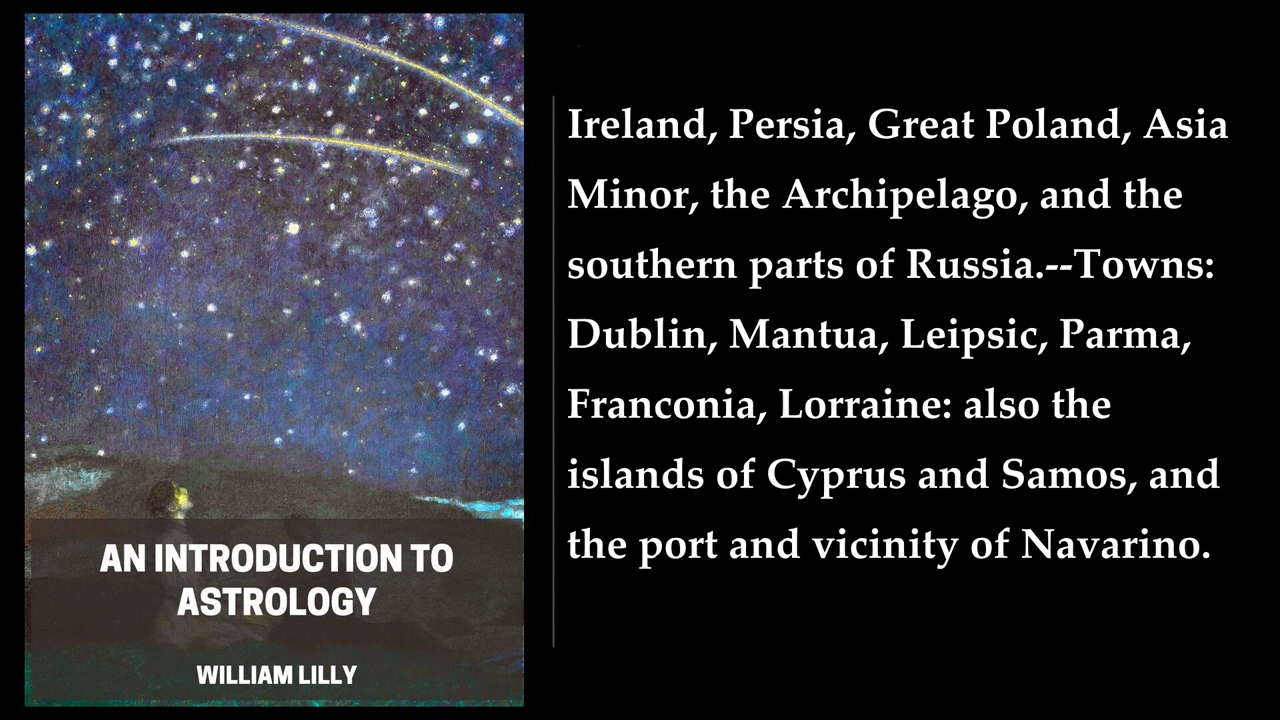 AN INTRODUCTION TO
ASTROLOGY
WILLIAM LILLY
Ireland, Persia, Great Poland, Asia
Minor, the Archipelago, and the
southern parts of Russia.--Towns:
Dublin, Mantua, Leipsic, Parma,
Franconia, Lorraine: also the
islands of Cyprus and Samos, and
the port and vicinity of Navarino.